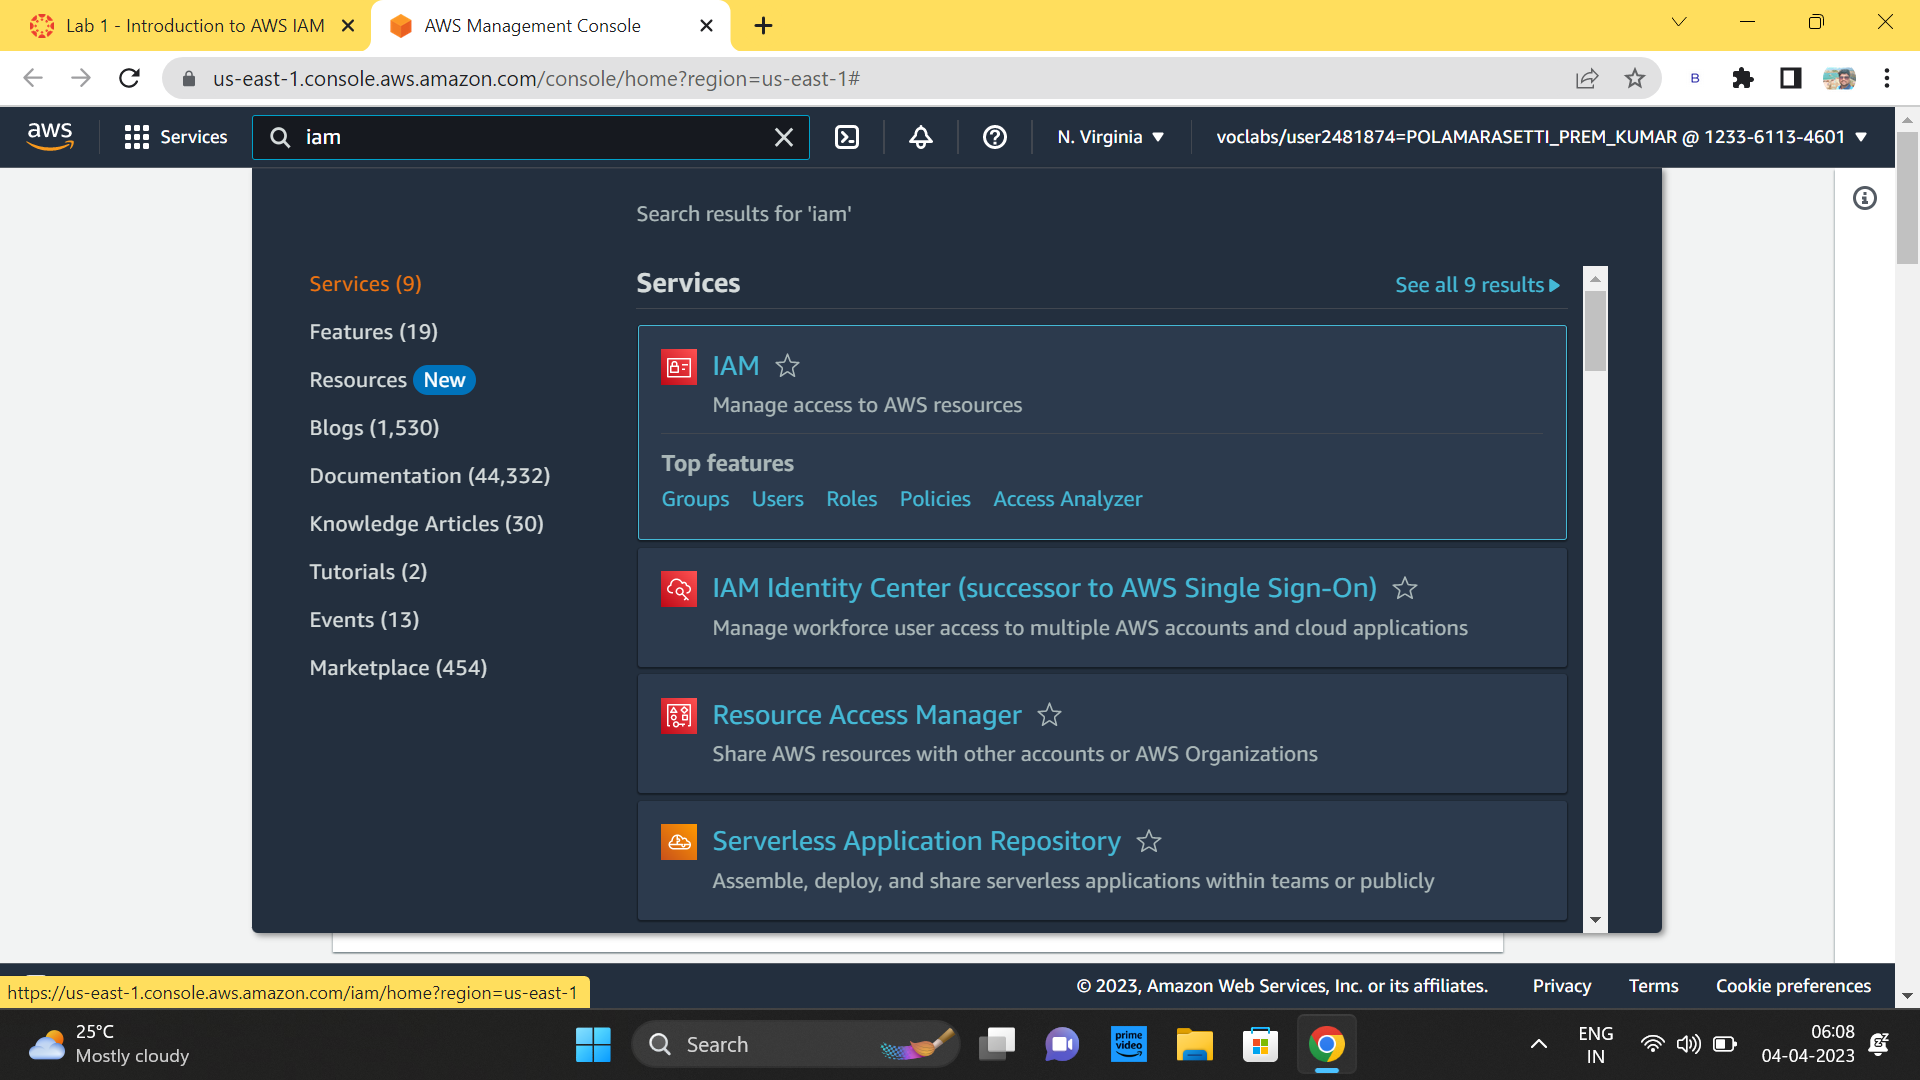 Lab 1 - Introduction to AWS IAM
AWS Management Console
us-east-1.console.aws.amazon.com/console/home?region=us-east-1#
B
aws
Services
iam
N. Virginia
voclabs/user2481874=POLAMARASETTI_PREM_KUMAR @ 1233-6113-4601
Search results for 'iam'
Services (9)
Features (19)
Resources New
Blogs (1,530)
Documentation (44,332)
Knowledge Articles (30)
Tutorials (2)
Events (13)
Marketplace (454)
Services
See all 9 results
IAM
Manage access to AWS resources
Top features
Groups Users Roles Policies Access Analyzer
IAM Identity Center (successor to AWS Single Sign-On)
Manage workforce user access to multiple AWS accounts and cloud applications
Resource Access Manager
Share AWS resources with other accounts or AWS Organizations
Serverless Application Repository
Assemble, deploy, and share serverless applications within teams or publicly
https://us-east-1.console.aws.amazon.com/iam/home?region=us-east-1
© 2023, Amazon Web Services, Inc. or its affiliates.
Privacy
Terms
Cookie preferences
25°C
Mostly cloudy
Search
prime
video
ENG
IN
06:08
04-04-2023